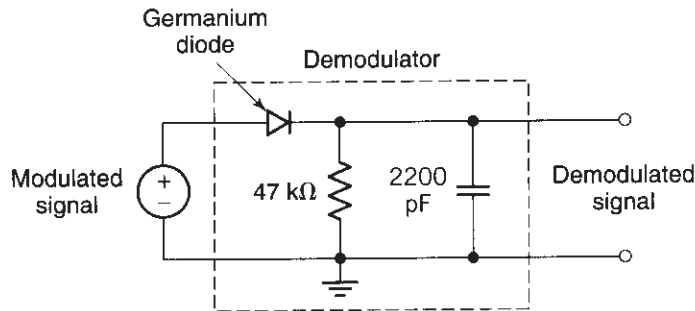 Germanium
diode
Demodulator
Modulated
signal
+
−
47 kΩ
2200
pF
Demodulated
signal